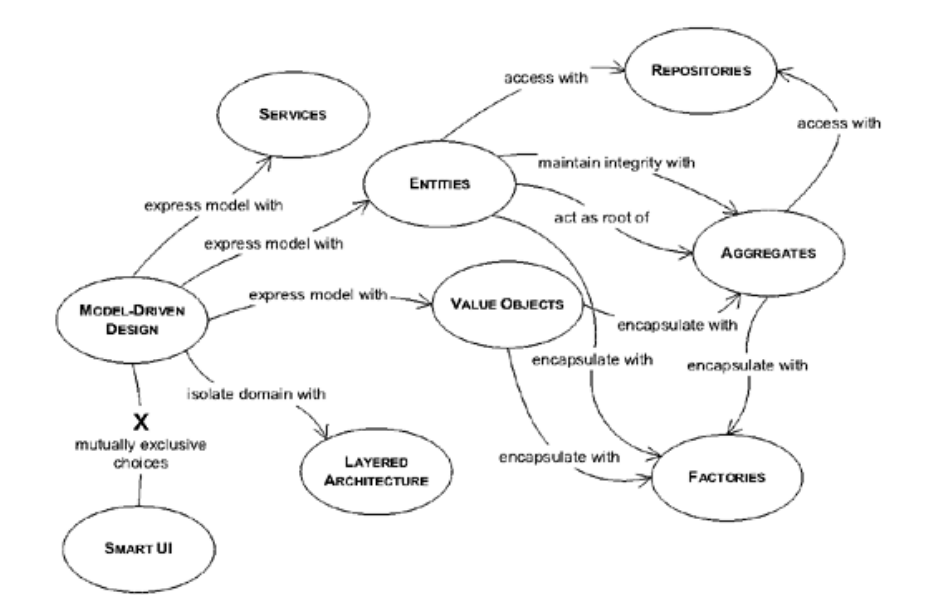 REPOSITORIES
access with
SERVICES
access with
maintain integrity with
ENTITIES
express model with
act as root of
express model with
AGGREGATES
express model with
VALUE OBJECTS
MODEL-DRIVEN
DESIGN
encapsulate with
encapsulate with
encapsulate with
isolate domain with
X
mutually exclusive
choices
encapsulate with
LAYERED
ARCHITECTURE
FACTORIES
SMART UI